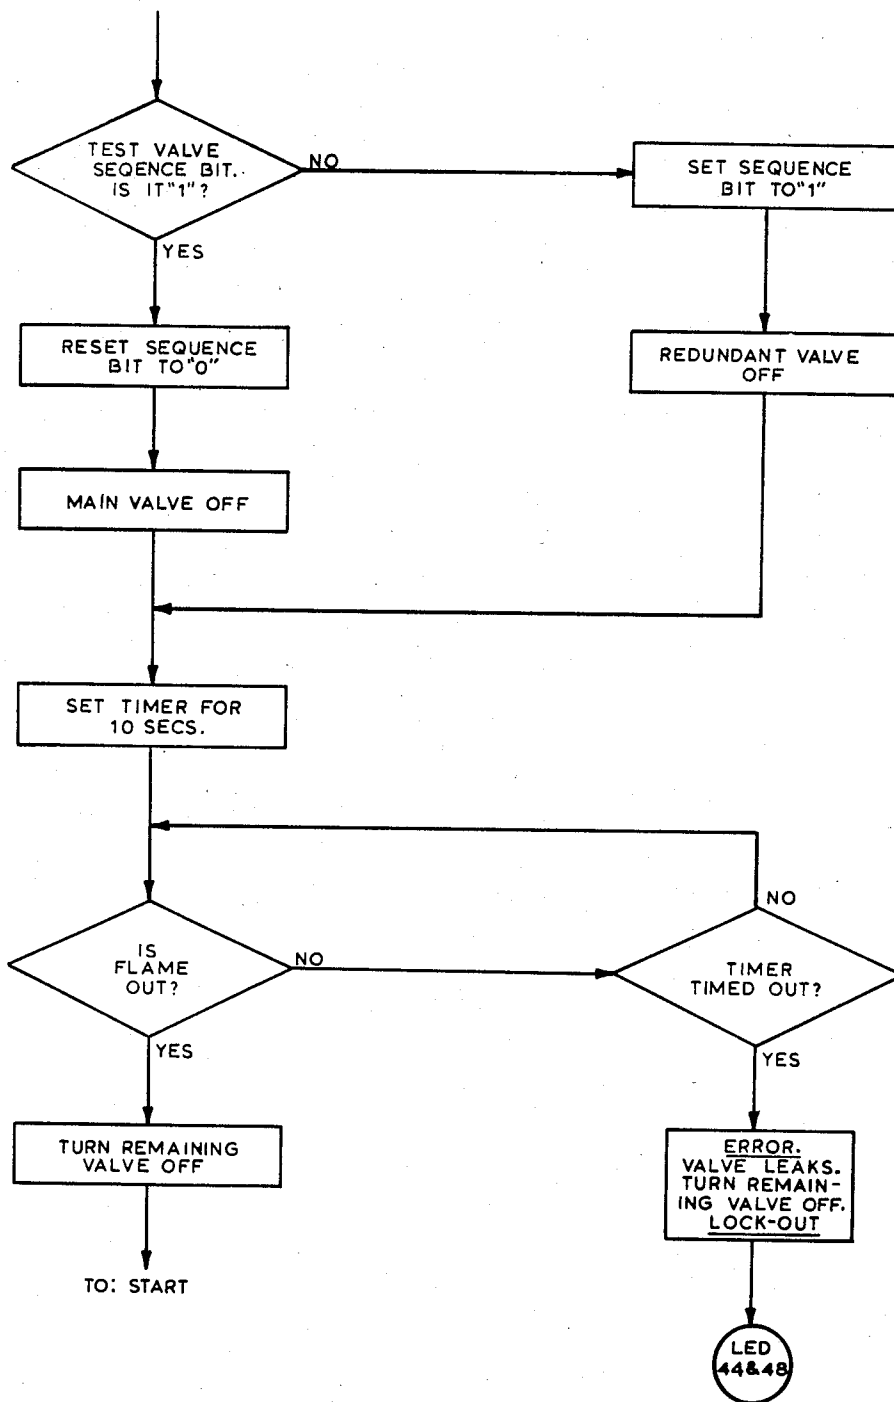 TEST VALVE
SEQENCE BIT.
IS IT "1"?
NO
SET SEQUENCE
BIT TO "1"
YES
RESET SEQUENCE
BIT TO "0"
REDUNDANT VALVE
OFF
MAIN VALVE OFF
SET TIMER FOR
10 SECS.
IS
FLAME
OUT?
NO
NO
TIMER
TIMED OUT?
YES
YES
TURN REMAINING
VALVE OFF
ERROR.
VALVE LEAKS.
TURN REMAIN-
ING VALVE OFF.
LOCK-OUT
TO: START
LED
44&48